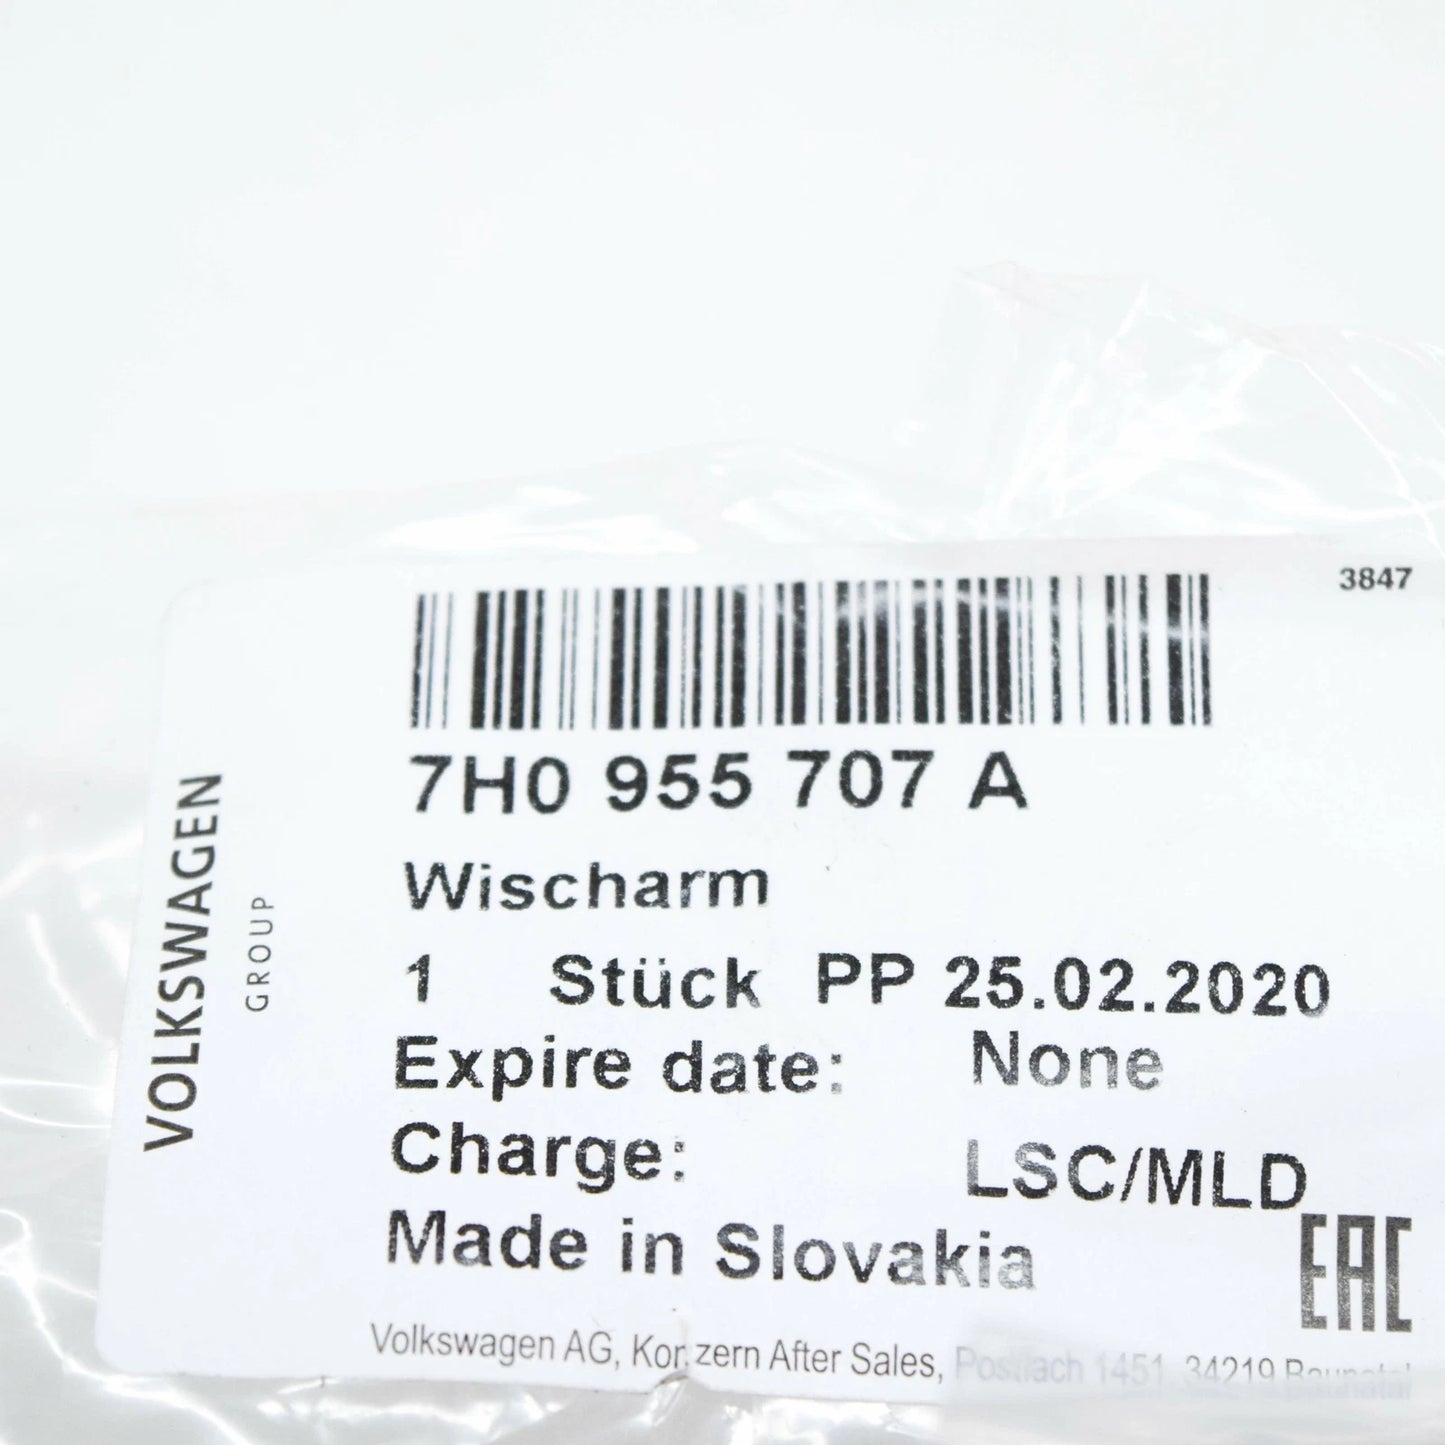 3847
7H0 955 707 A
Wischarm
1 Stück PP 25.02.2020
Expire date: None
Charge: LSC/MLD
Made in Slovakia
EAC
Volkswagen AG, Konzern After Sales, Postfach 1451, 34219 Baunatal
VOLKSWAGEN
GROUP